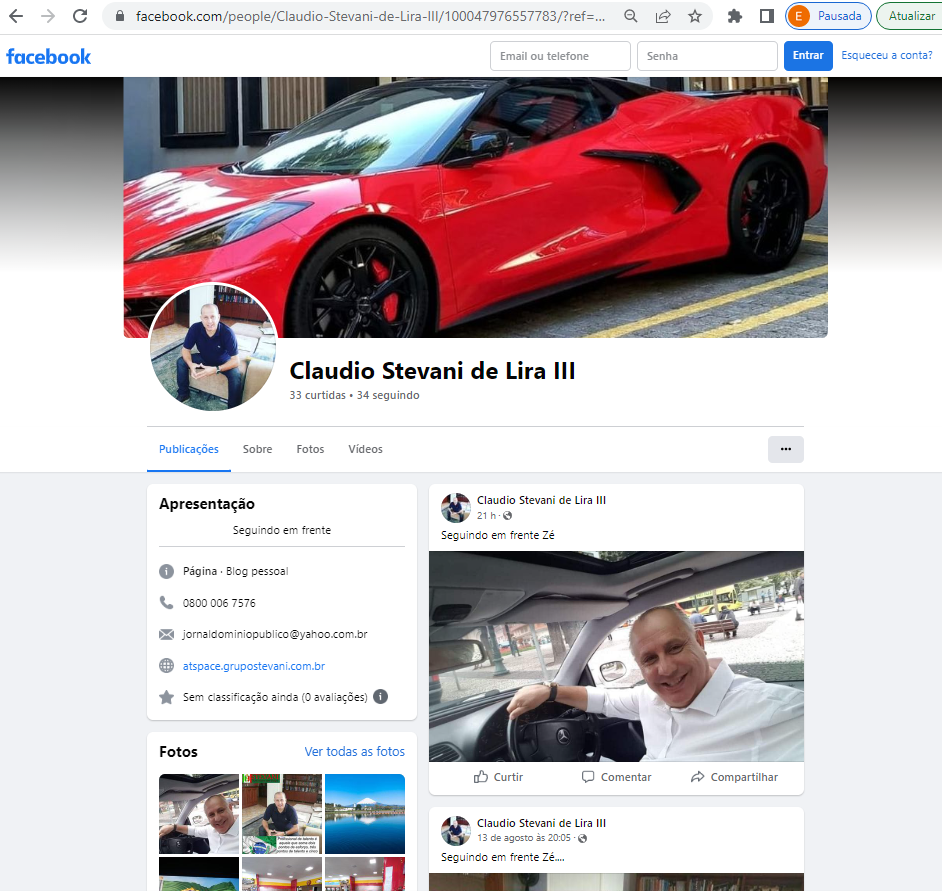 facebook.com/people/Claudio-Stevani-de-Lira-III/100047976557783/?ref=...
E Pausada
Atualizar
facebook
Email ou telefone
Senha
Entrar
Esqueceu a conta?
Claudio Stevani de Lira III
33 curtidas • 34 seguindo
Publicações
Sobre
Fotos
Vídeos
Apresentação
Seguindo em frente
Página · Blog pessoal
0800 006 7576
jornaldominiopublico@yahoo.com.br
atspace.grupostevani.com.br
Sem classificação ainda (0 avaliações)
Fotos
Ver todas as fotos
Claudio Stevani de Lira III
21 h ·
Seguindo em frente Zé
Curtir
Comentar
Compartilhar
Claudio Stevani de Lira III
13 de agosto às 20:05 ·
Seguindo em frente Zé....